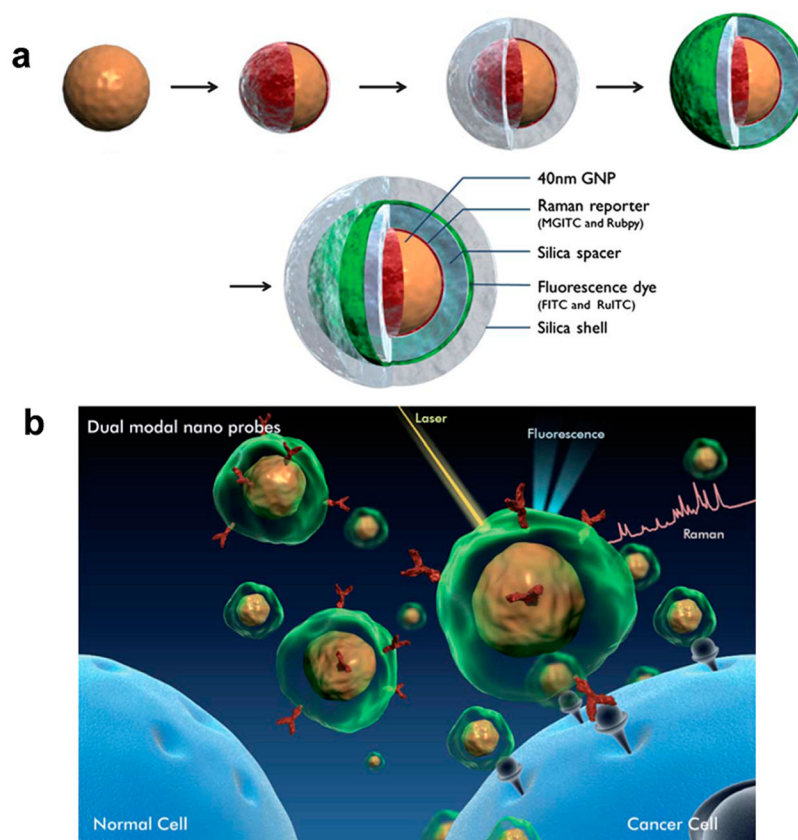 a
40nm GNP
Raman reporter
(MGITC and Rubpy)
Silica spacer
Fluorescence dye
(FITC and RuITC)
Silica shell
b
Dual modal nano probes
Laser
Fluorescence
Raman
Normal Cell
Cancer Cell